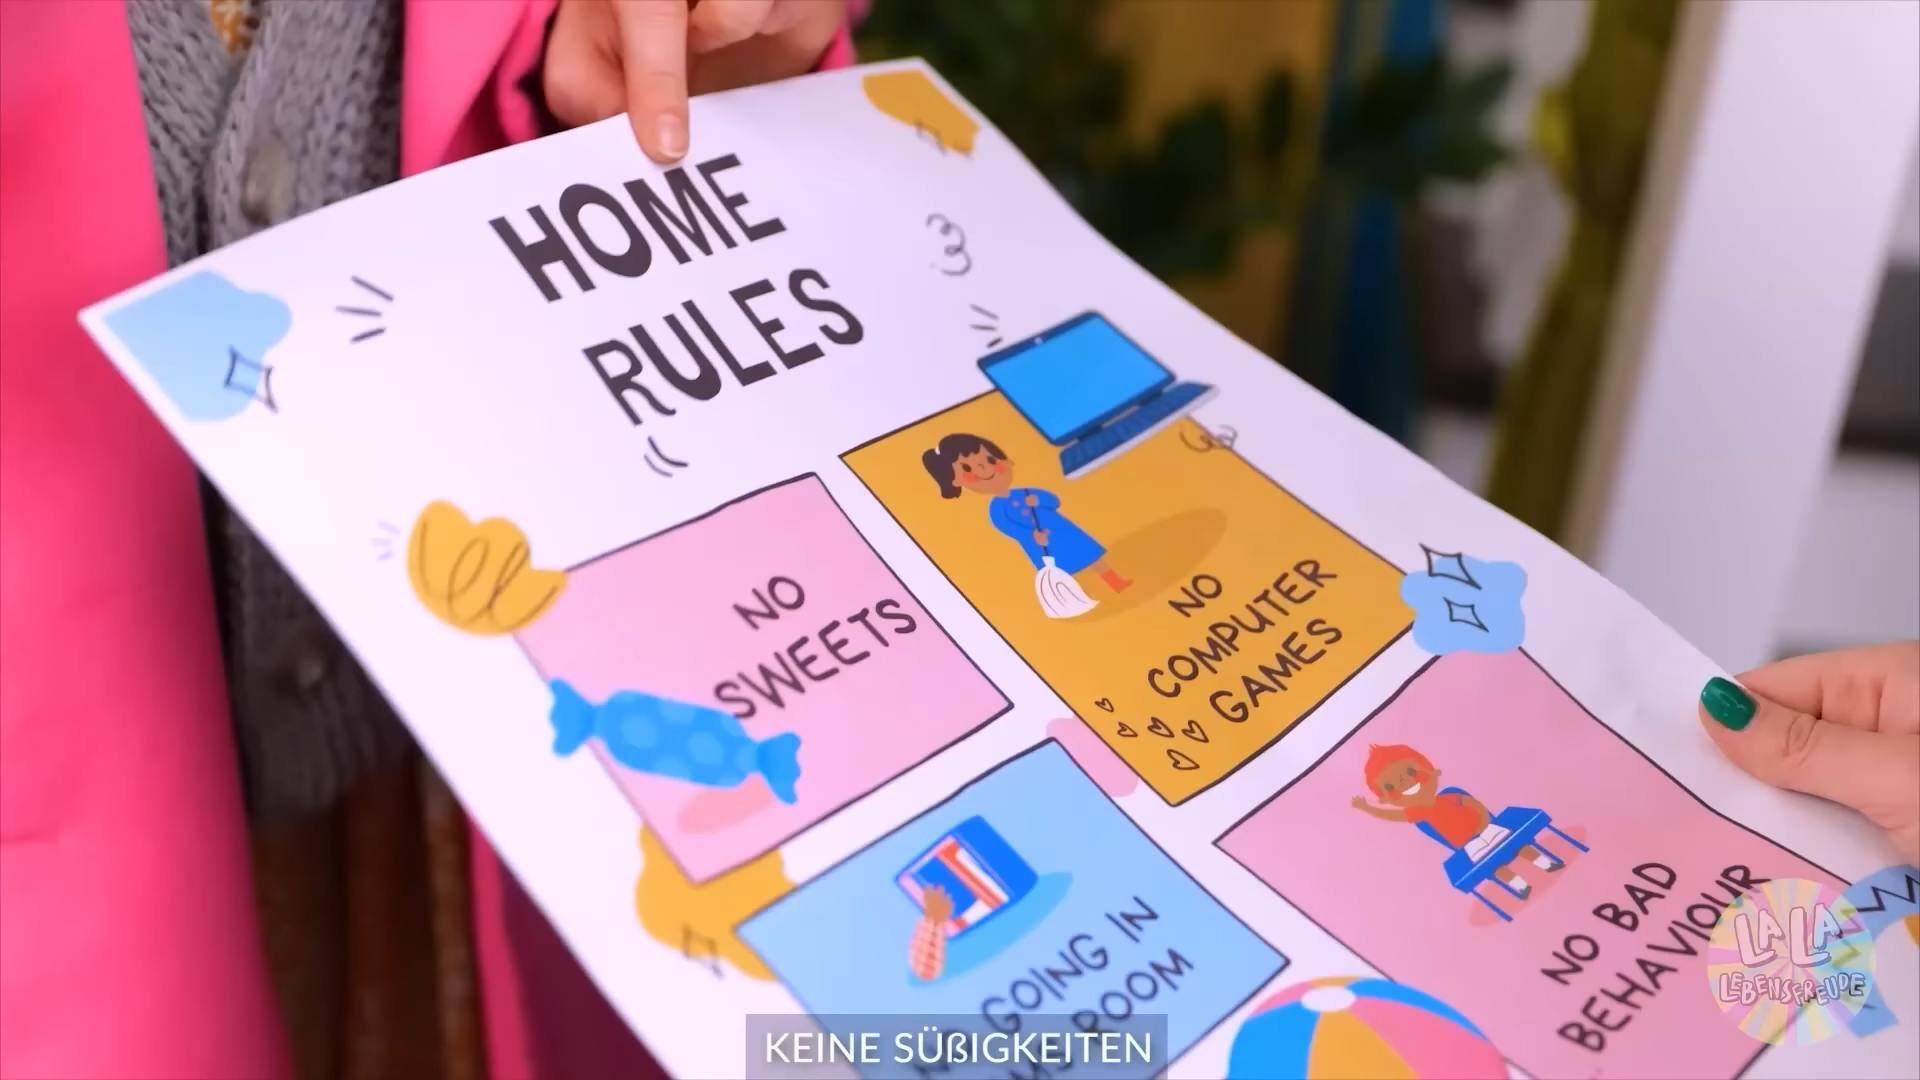 HOME
RULES
NO
SWEETS
NO
COMPUTER
GAMES
GOING IN
ROOM
NO BAD
BEHAVIOUR
LA LA
LEBENSFREUDE
KEINE SÜßIGKEITEN